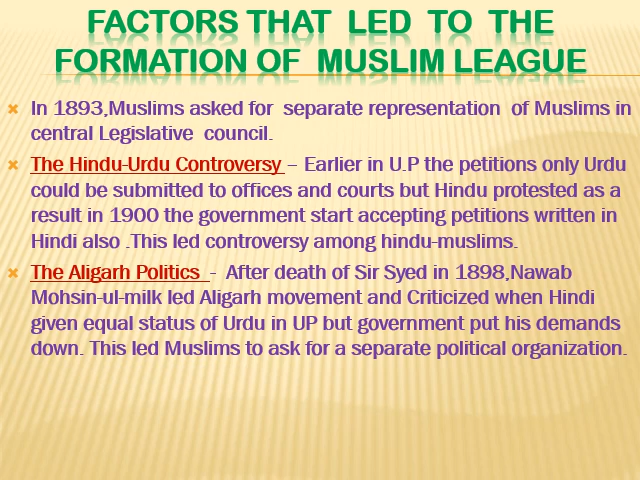 FACTORS THAT LED TO THE
FORMATION OF MUSLIM LEAGUE
In 1893,Muslims asked for separate representation of Muslims in
central Legislative council.
The Hindu-Urdu Controversy – Earlier in U.P the petitions only Urdu
could be submitted to offices and courts but Hindu protested as a
result in 1900 the government start accepting petitions written in
Hindi also .This led controversy among hindu-muslims.
The Aligarh Politics - After death of Sir Syed in 1898,Nawab
Mohsin-ul-milk led Aligarh movement and Criticized when Hindi
given equal status of Urdu in UP but government put his demands
down. This led Muslims to ask for a separate political organization.